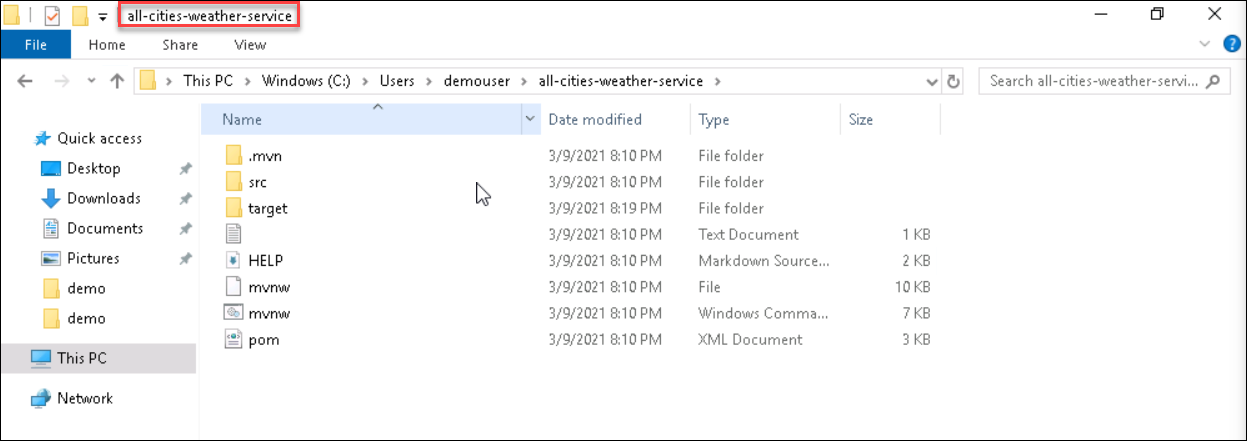 all-cities-weather-service
File Home Share View
This PC Windows (C:) Users demouser all-cities-weather-service Search all-cities-weather-servi...
Name Date modified Type Size
Quick access
Desktop
Downloads
Documents
Pictures
demo
demo
This PC
Network
.mvn 3/9/2021 8:10 PM File folder
src 3/9/2021 8:10 PM File folder
target 3/9/2021 8:19 PM File folder
3/9/2021 8:10 PM Text Document 1 KB
HELP 3/9/2021 8:10 PM Markdown Source... 2 KB
mvnw 3/9/2021 8:10 PM File 10 KB
mvnw 3/9/2021 8:10 PM Windows Comma... 7 KB
pom 3/9/2021 8:10 PM XML Document 3 KB